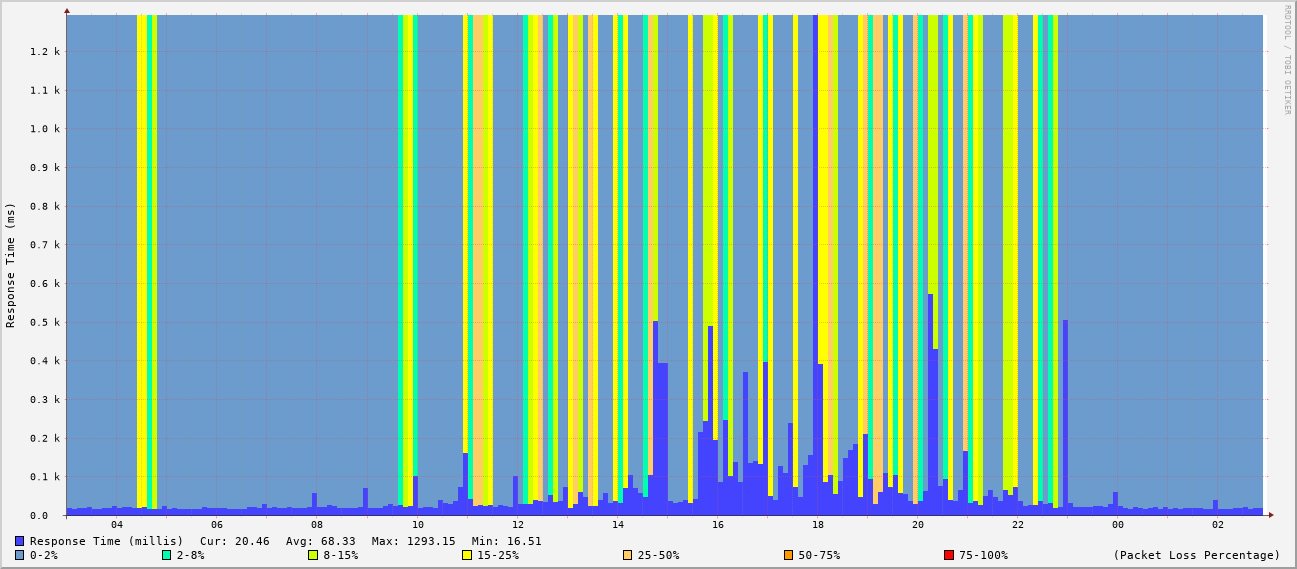 RRDTOOL / TOBI OETIKER
Response Time (ms)
1.2 k
1.1 k
1.0 k
0.9 k
0.8 k
0.7 k
0.6 k
0.5 k
0.4 k
0.3 k
0.2 k
0.1 k
0.0
04 06 08 10 12 14 16 18 20 22 00 02
Response Time (millis) Cur: 20.46 Avg: 68.33 Max: 1293.15 Min: 16.51
0-2% 2-8% 8-15% 15-25% 25-50% 50-75% 75-100% (Packet Loss Percentage)